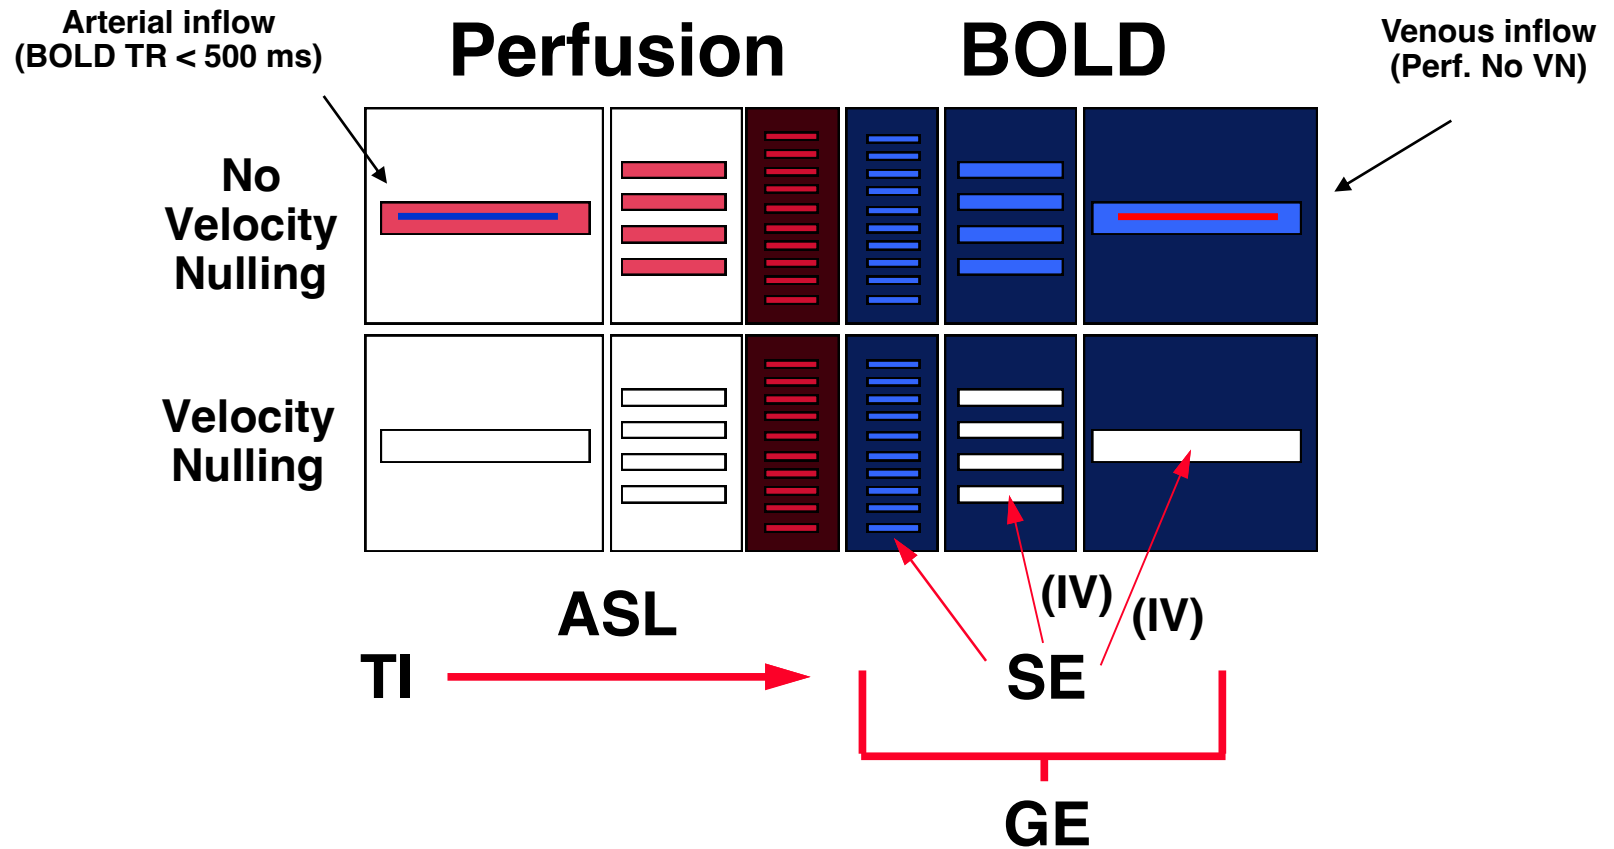 Arterial inflow
(BOLD TR < 500 ms)
Perfusion
BOLD
Venous inflow
(Perf. No VN)
No
Velocity
Nulling
Velocity
Nulling
ASL
TI
(IV)
(IV)
SE
GE